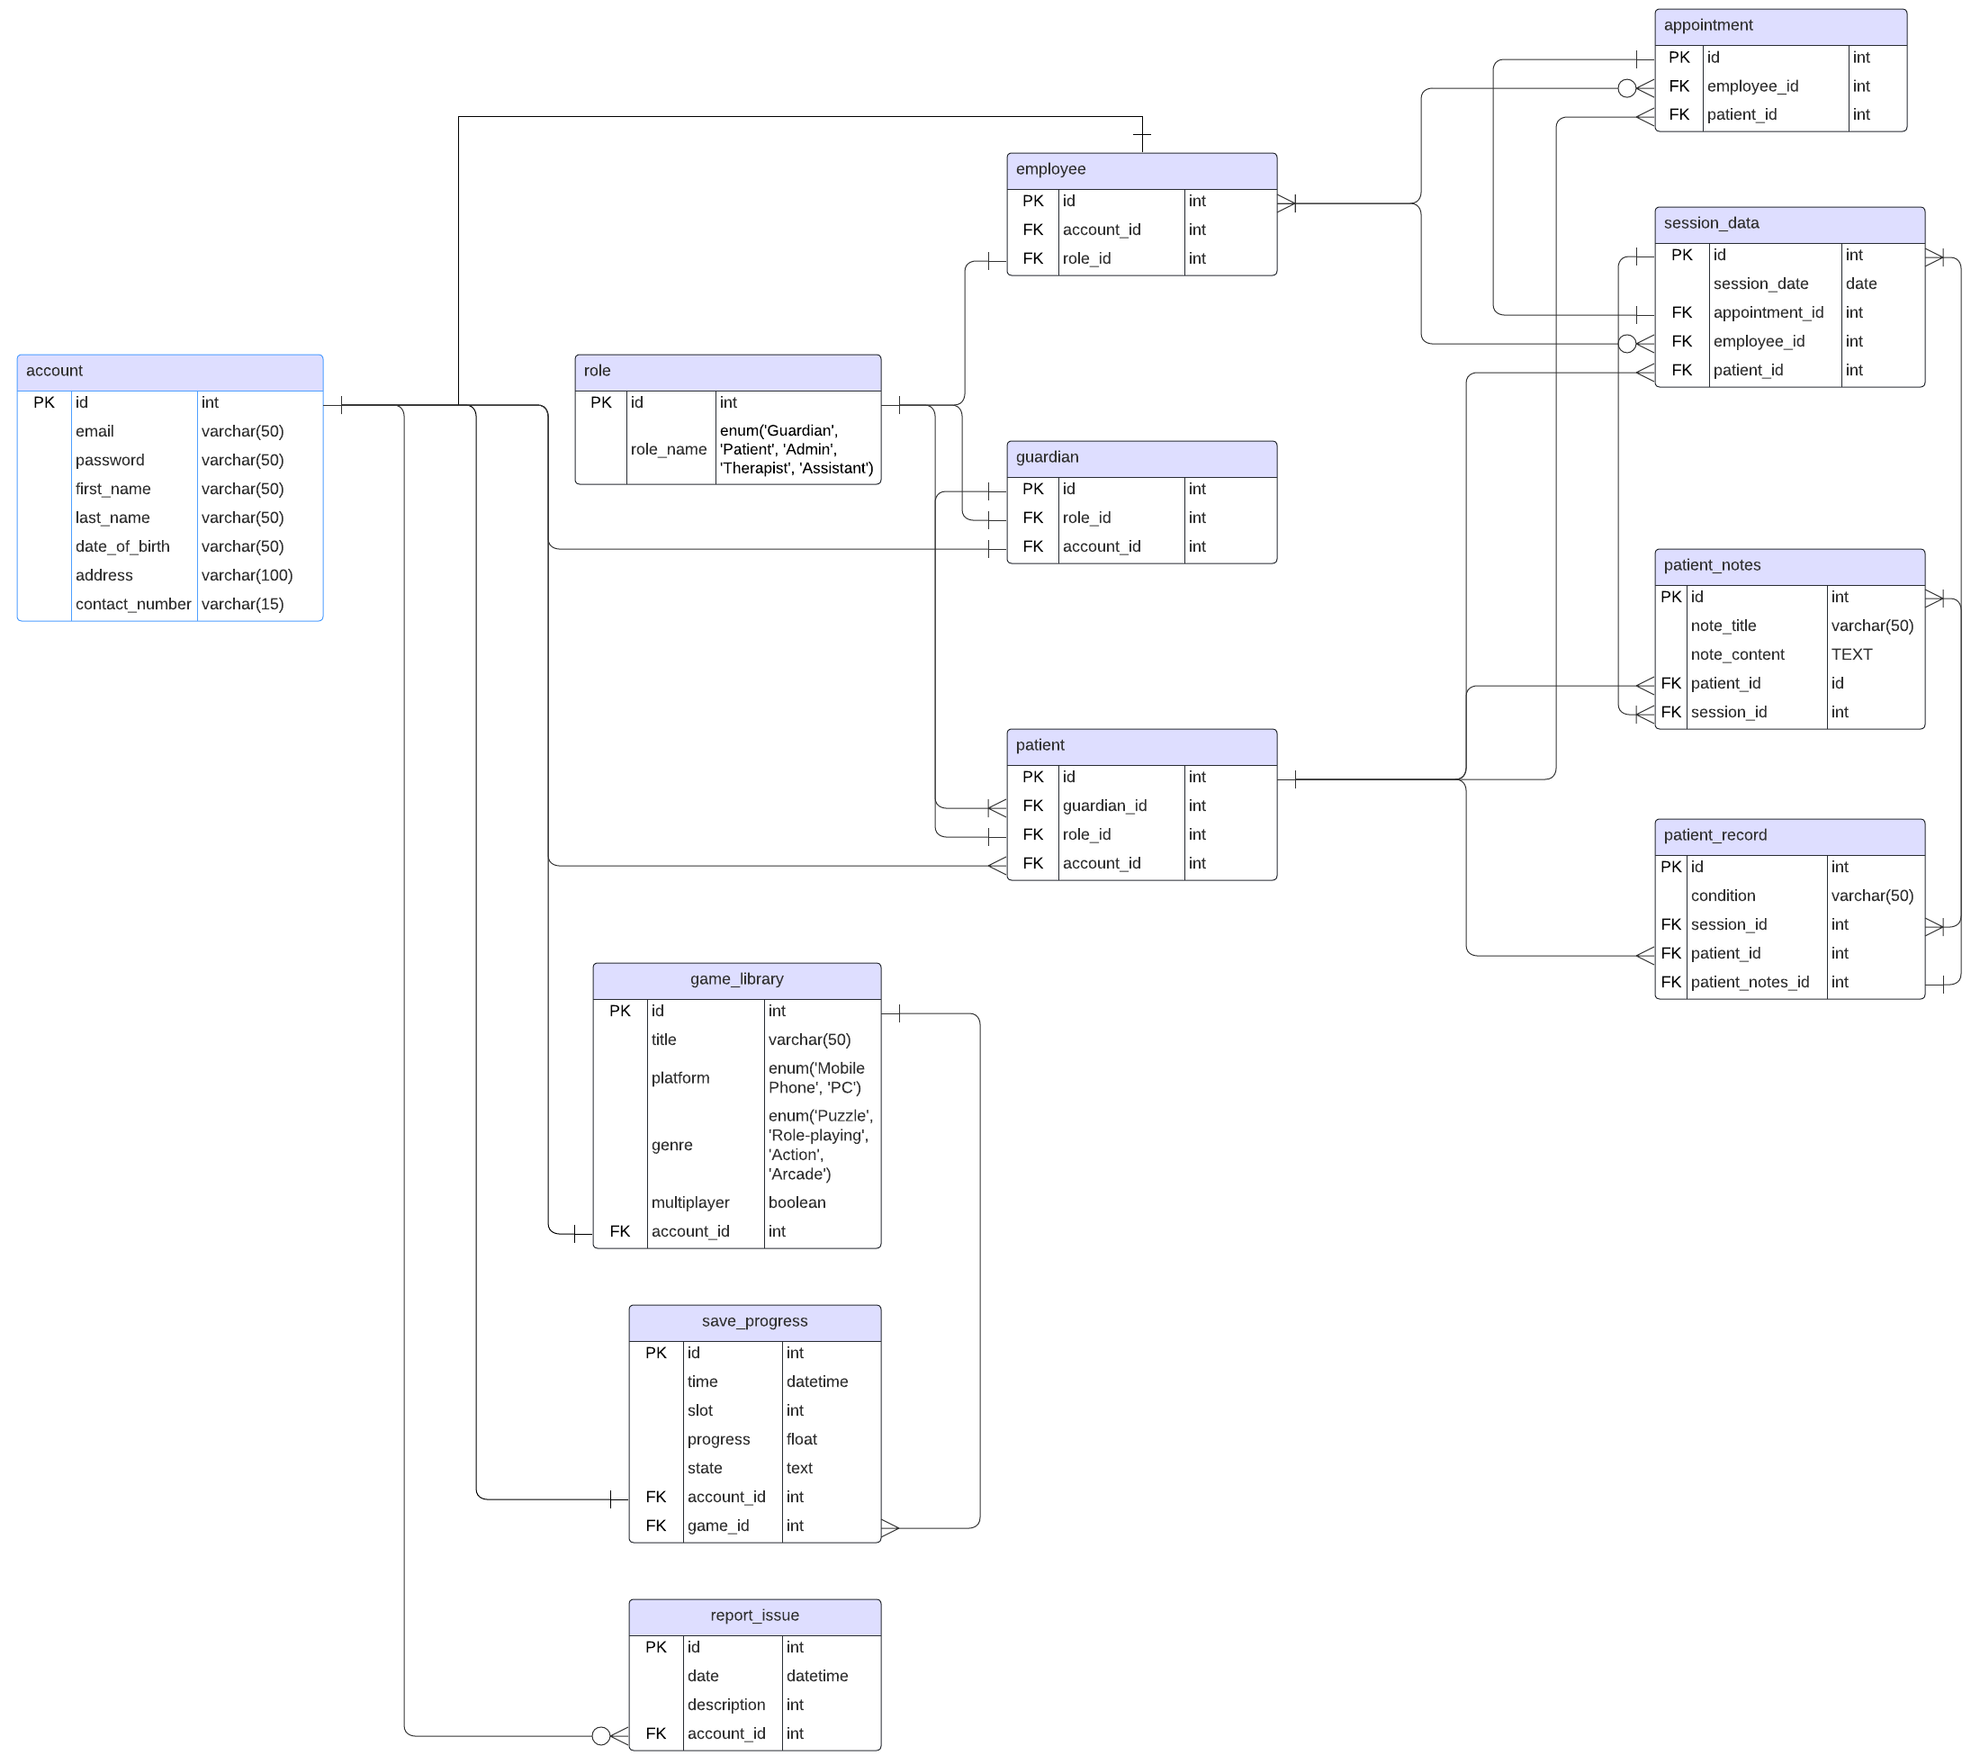 account
PK id int
email varchar(50)
password varchar(50)
first_name varchar(50)
last_name varchar(50)
date_of_birth varchar(50)
address varchar(100)
contact_number varchar(15)
role
PK id int
role_name enum('Guardian',
'Patient', 'Admin',
'Therapist', 'Assistant')
employee
PK id int
FK account_id int
FK role_id int
guardian
PK id int
FK role_id int
FK account_id int
patient
PK id int
FK guardian_id int
FK role_id int
FK account_id int
game_library
PK id int
title varchar(50)
platform enum('Mobile
Phone', 'PC')
genre enum('Puzzle',
'Role-playing',
'Action',
'Arcade')
multiplayer boolean
FK account_id int
save_progress
PK id int
time datetime
slot int
progress float
state text
FK account_id int
FK game_id int
report_issue
PK id int
date datetime
description int
FK account_id int
appointment
PK id int
FK employee_id int
FK patient_id int
session_data
PK id int
session_date date
FK appointment_id int
FK employee_id int
FK patient_id int
patient_notes
PK id int
note_title varchar(50)
note_content TEXT
FK patient_id id
FK session_id int
patient_record
PK id int
condition varchar(50)
FK session_id int
FK patient_id int
FK patient_notes_id int